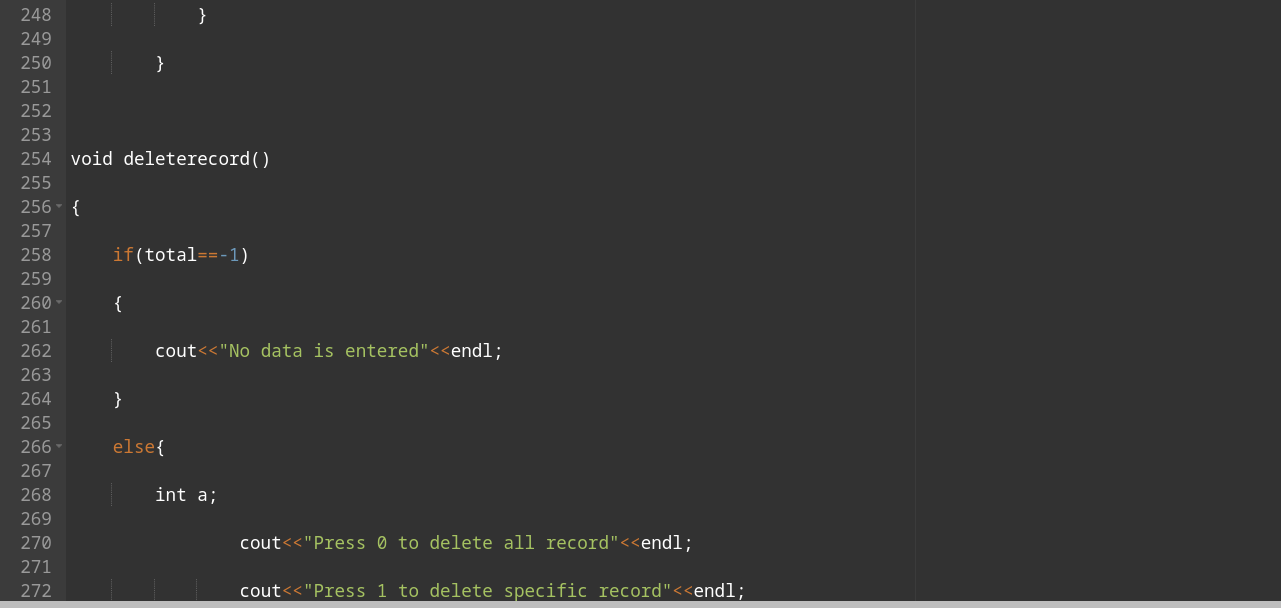 248             }
249
250         }
251
252
253
254 void deleterecord()
255
256 {
257
258     if(total==-1)
259
260     {
261
262         cout<<"No data is entered"<<endl;
263
264     }
265
266     else{
267
268         int a;
269
270                 cout<<"Press 0 to delete all record"<<endl;
271
272                 cout<<"Press 1 to delete specific record"<<endl;